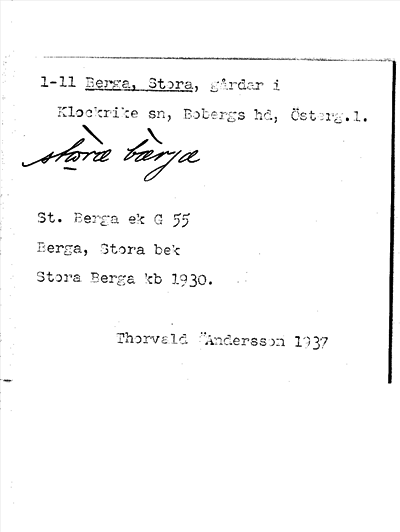 1-11 Berga, Stora, gårdar i
Klockrike sn, Bobergs hd, Österg.l.
stòra bàrja
St. Berga ek G 55
Berga, Stora bek
Stora Berga kb 1930.
Thorvald Andersson 1937